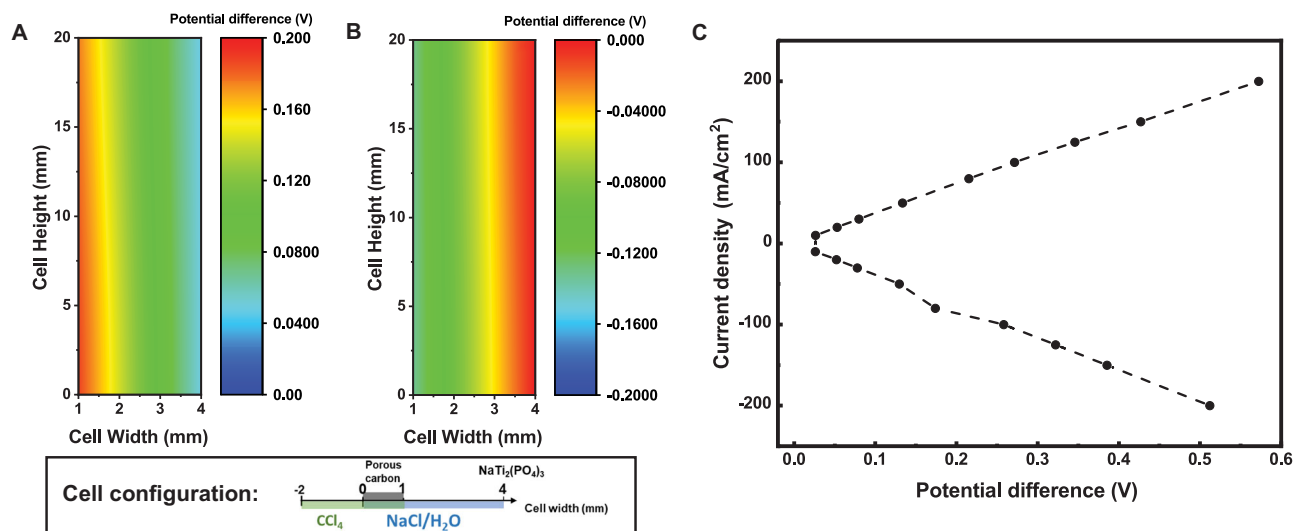 A
Potential difference (V)
20
15
10
5
0
1
2
3
4
Cell Height (mm)
Cell Width (mm)
0.200
0.160
0.120
0.0800
0.0400
0.00
B
Potential difference (V)
20
15
10
5
0
1
2
3
4
Cell Height (mm)
Cell Width (mm)
0.000
-0.04000
-0.08000
-0.1200
-0.1600
-0.2000
C
200
100
0
-100
-200
0.0
0.1
0.2
0.3
0.4
0.5
0.6
Current density (mA/cm²)
Potential difference (V)
Cell configuration:
Porous
carbon
NaTi₂(PO₄)₃
-2
0
1
4
Cell width (mm)
CCl₄
NaCl/H₂O